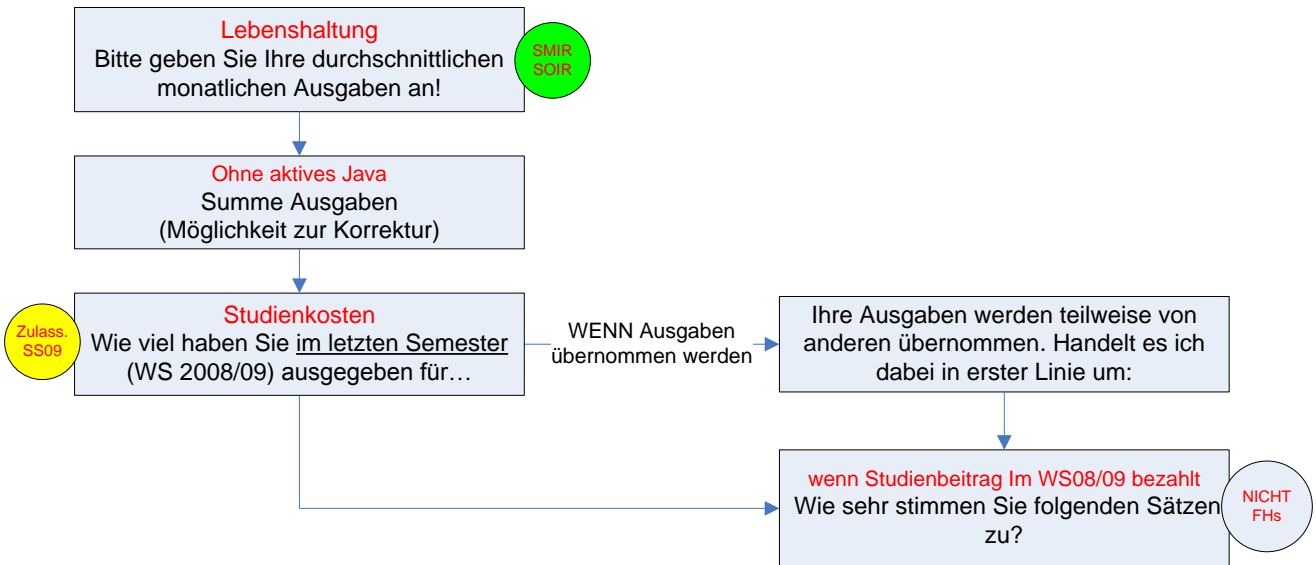 Lebenshaltung
Bitte geben Sie Ihre durchschnittlichen
monatlichen Ausgaben an!
SMIR
SOIR
Ohne aktives Java
Summe Ausgaben
(Möglichkeit zur Korrektur)
Zulass.
SS09
Studienkosten
Wie viel haben Sie im letzten Semester
(WS 2008/09) ausgegeben für…
WENN Ausgaben
übernommen werden
Ihre Ausgaben werden teilweise von
anderen übernommen. Handelt es ich
dabei in erster Linie um:
wenn Studienbeitrag Im WS08/09 bezahlt
Wie sehr stimmen Sie folgenden Sätzen
zu?
NICHT
FHs